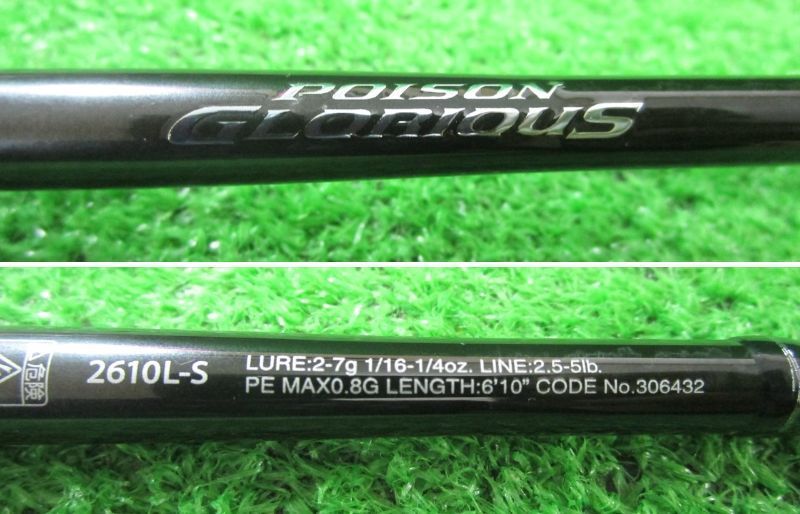 POISON
GLORIOUS
危険
2610L-S
LURE:2-7g 1/16-1/4oz. LINE:2.5-5lb.
PE MAX0.8G LENGTH:6'10" CODE No.306432